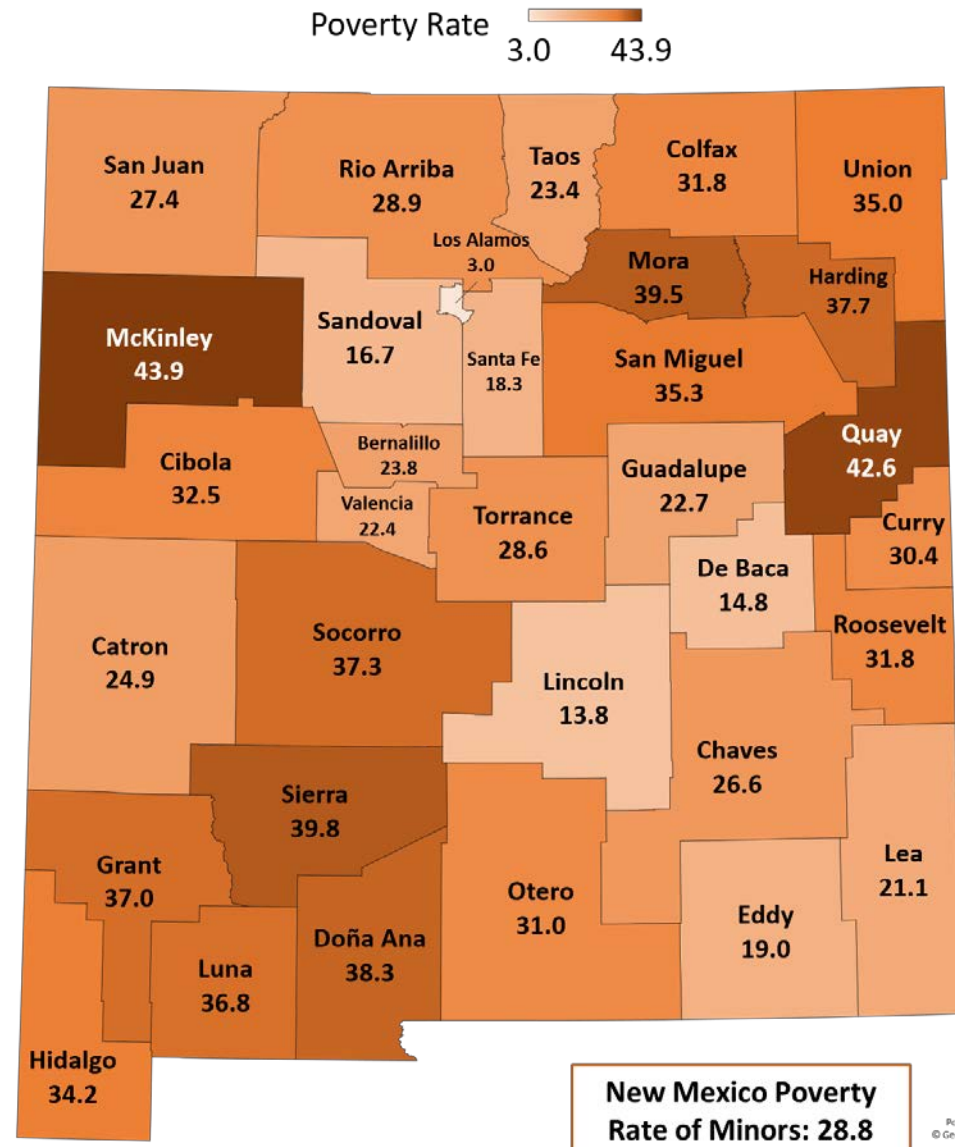 Poverty Rate
3.0 43.9
San Juan
27.4
Rio Arriba
28.9
Taos
23.4
Colfax
31.8
Union
35.0
Los Alamos
3.0
Mora
39.5
Harding
37.7
McKinley
43.9
Sandoval
16.7
Santa Fe
18.3
San Miguel
35.3
Quay
42.6
Cibola
32.5
Bernalillo
23.8
Valencia
22.4
Torrance
28.6
Guadalupe
22.7
Curry
30.4
De Baca
14.8
Roosevelt
31.8
Catron
24.9
Socorro
37.3
Lincoln
13.8
Chaves
26.6
Sierra
39.8
Grant
37.0
Lea
21.1
Otero
31.0
Eddy
19.0
Doña Ana
38.3
Luna
36.8
Hidalgo
34.2
New Mexico Poverty
Rate of Minors: 28.8
Po
© Ge